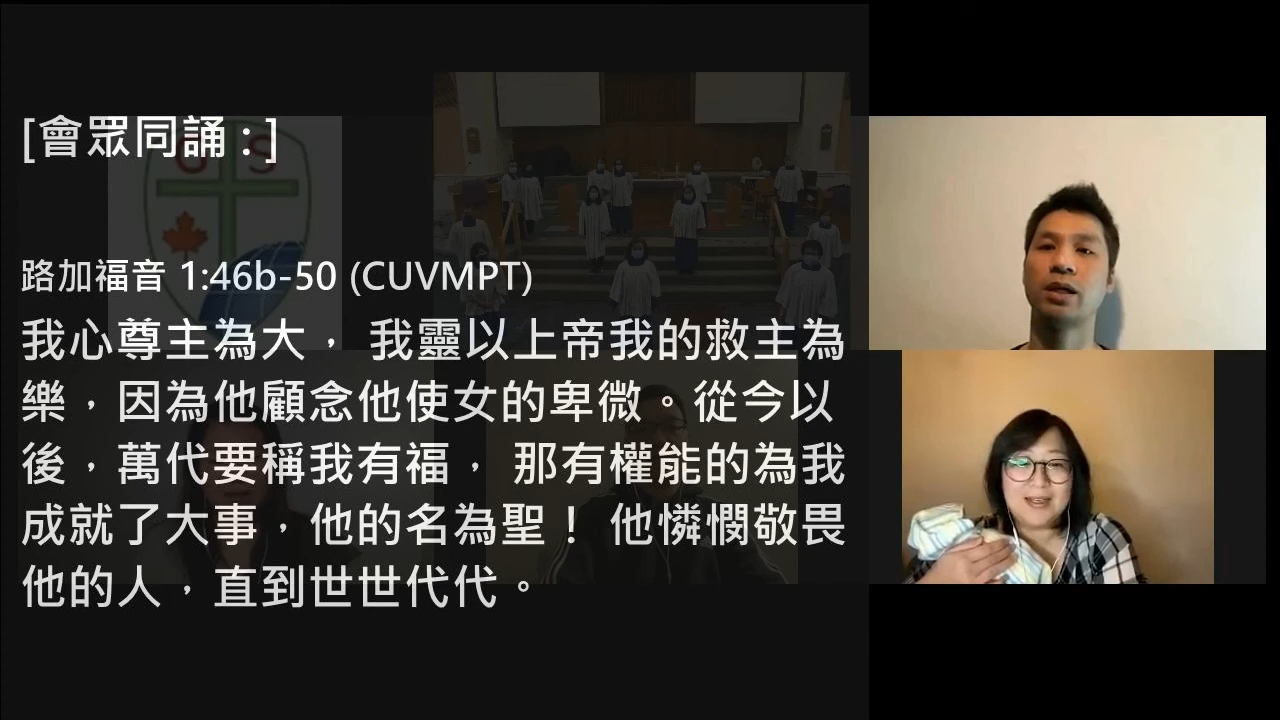 [會眾同誦 : ]
G S
路加福音 1:46b-50 (CUVMPT)
我心尊主為大， 我靈以上帝我的救主為
樂，因為他顧念他使女的卑微。從今以
後，萬代要稱我有福， 那有權能的為我
成就了大事，他的名為聖！ 他憐憫敬畏
他的人，直到世世代代。